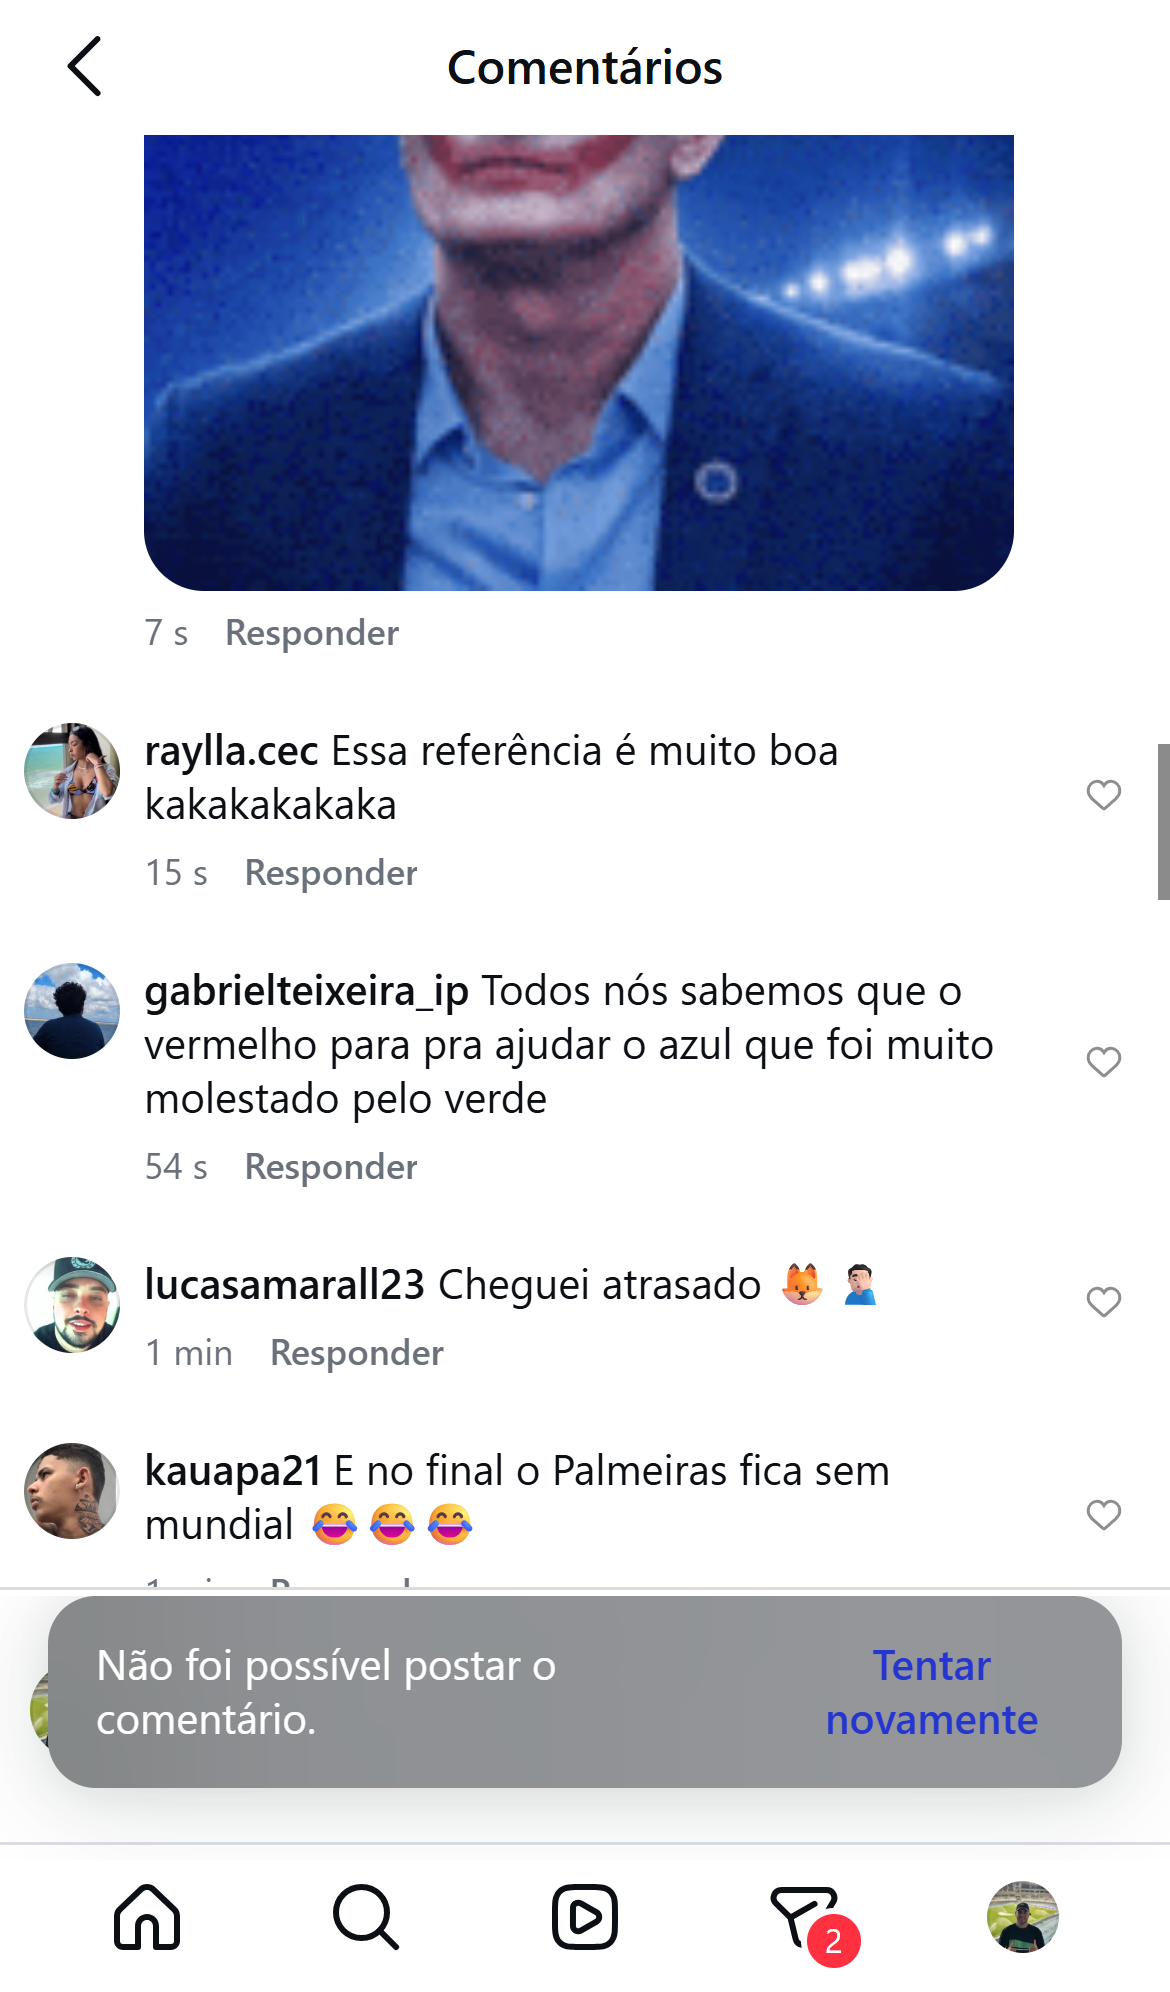 Comentários
7 s Responder
raylla.cec Essa referência é muito boa
kakakakakaka
15 s Responder
gabrielteixeira_ip Todos nós sabemos que o
vermelho para pra ajudar o azul que foi muito
molestado pelo verde
54 s Responder
lucasamarall23 Cheguei atrasado 🦊 🤦🏻‍♂️
1 min Responder
kauapa21 E no final o Palmeiras fica sem
mundial 😂😂😂
Não foi possível postar o
comentário.
Tentar
novamente
2